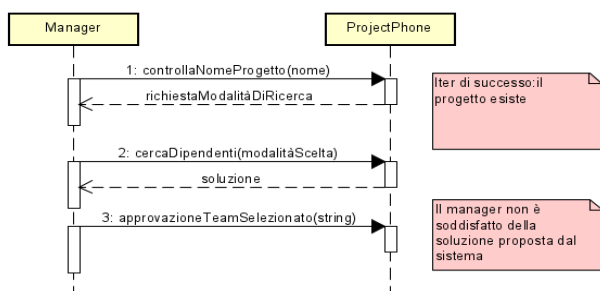 Manager
ProjectPhone
1: controllaNomeProgetto(nome)
richiestaModalitàDiRicerca
Iter di successo:il
progetto esiste
2: cercaDipendenti(modalitàScelta)
soluzione
3: approvazioneTeamSelezionato(string)
Il manager non è
soddisfatto della
soluzione proposta dal
sistema